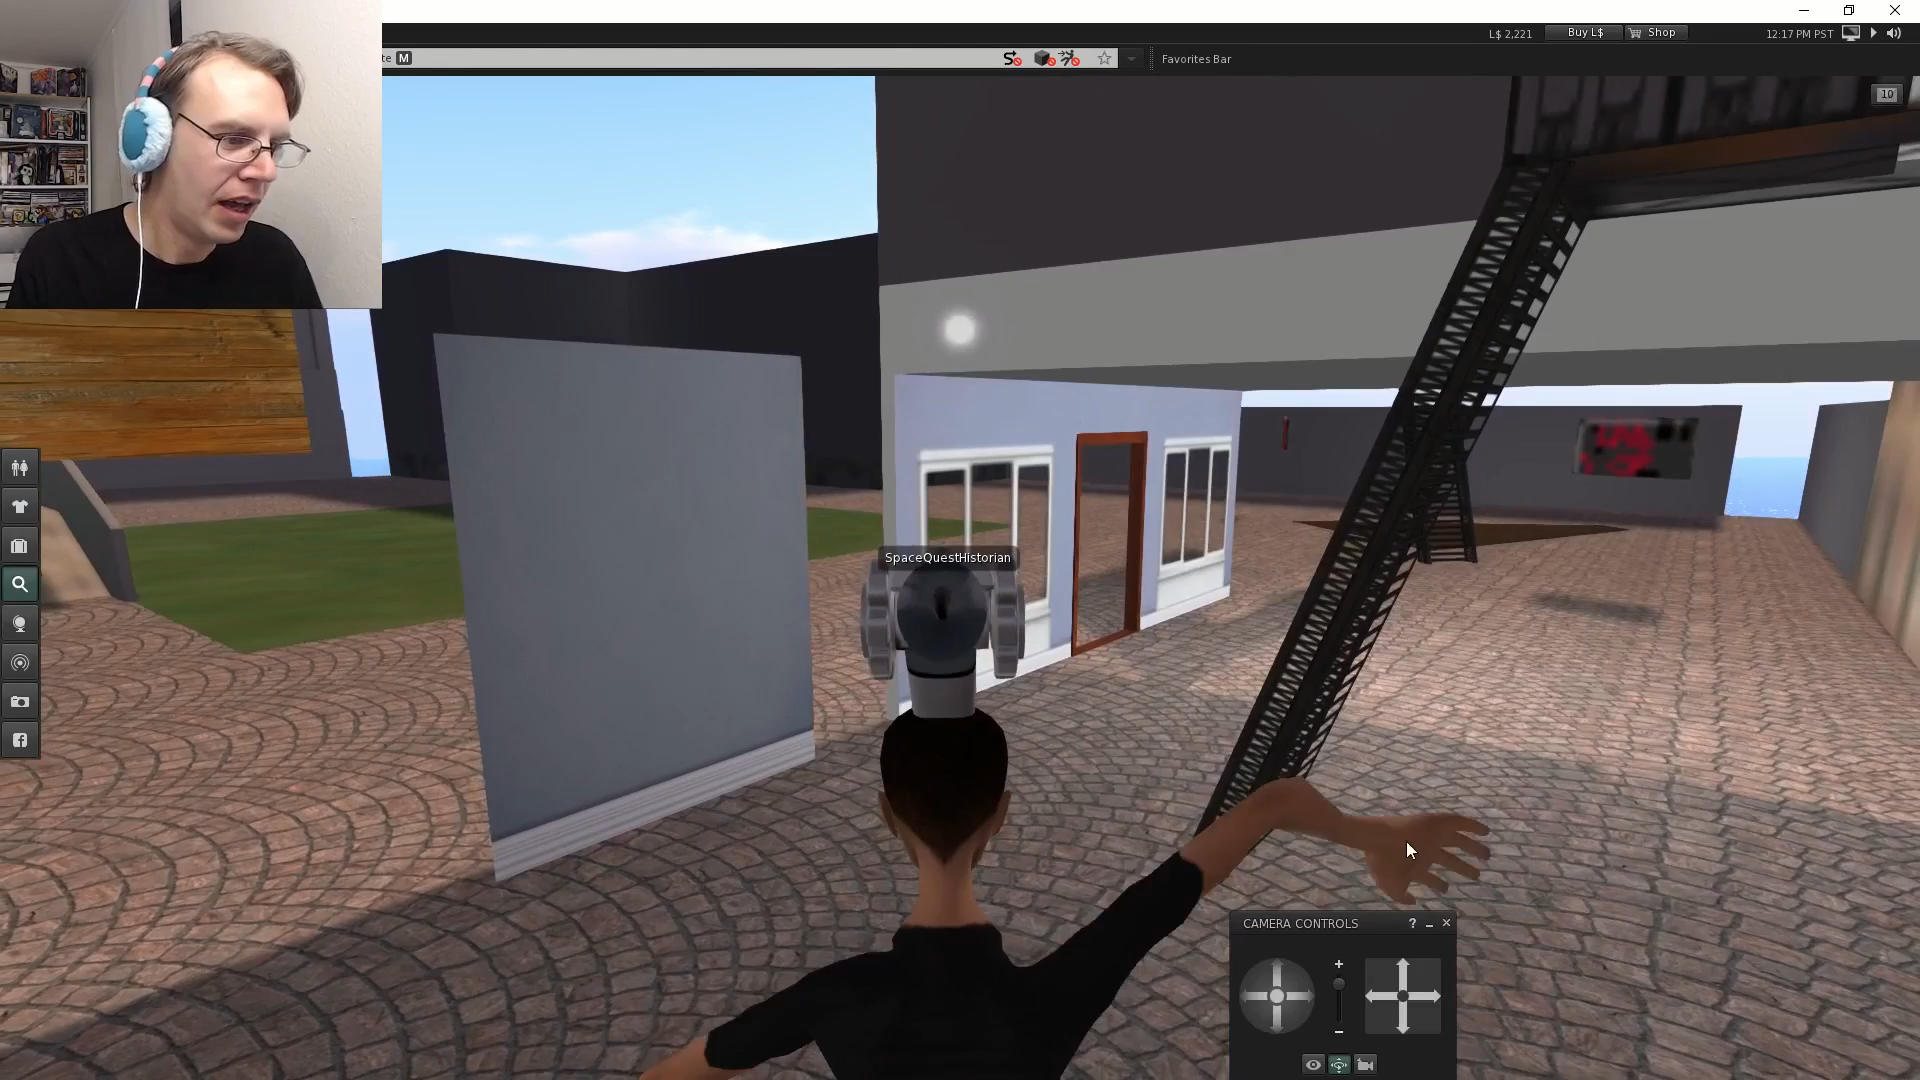 L$ 2,221
Buy L$
Shop
12:17 PM PST
te M
Favorites Bar
10
SpaceQuestHistorian
CAMERA CONTROLS ? _ ×
+
−